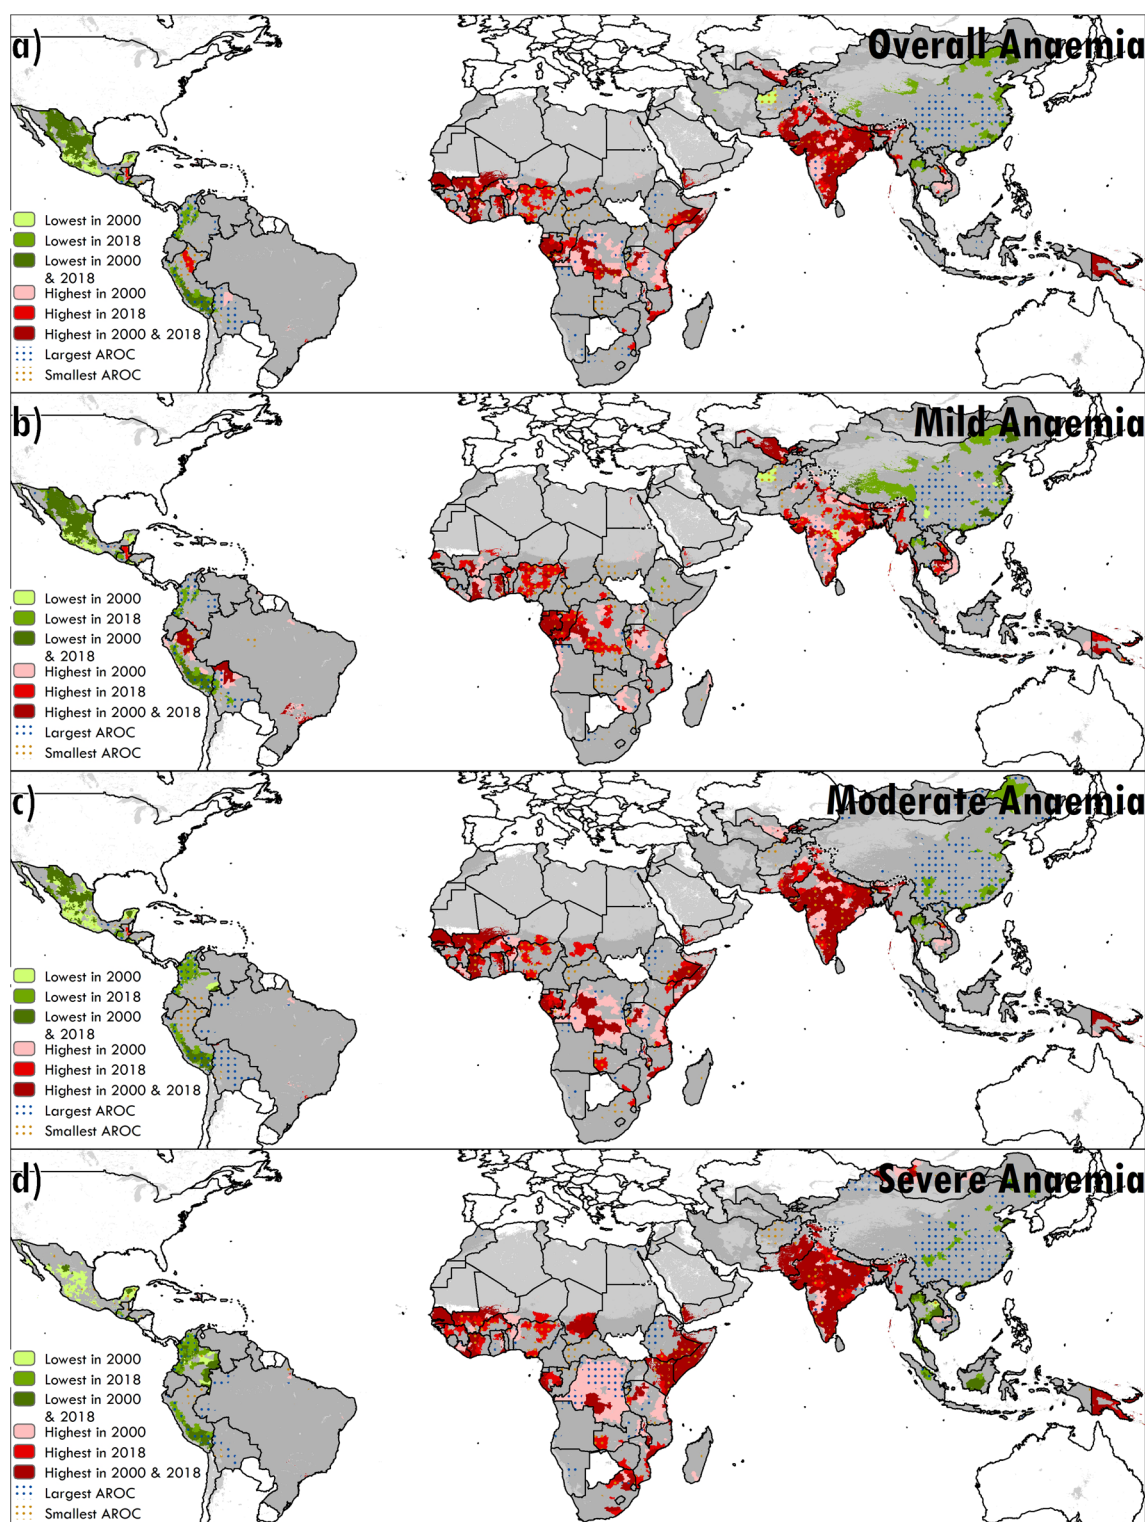 a)
Overall Anaemia
Lowest in 2000
Lowest in 2018
Lowest in 2000
& 2018
Highest in 2000
Highest in 2018
Highest in 2000 & 2018
Largest AROC
Smallest AROC
b)
Mild Anaemia
Lowest in 2000
Lowest in 2018
Lowest in 2000
& 2018
Highest in 2000
Highest in 2018
Highest in 2000 & 2018
Largest AROC
Smallest AROC
c)
Moderate Anaemia
Lowest in 2000
Lowest in 2018
Lowest in 2000
& 2018
Highest in 2000
Highest in 2018
Highest in 2000 & 2018
Largest AROC
Smallest AROC
d)
Severe Anaemia
Lowest in 2000
Lowest in 2018
Lowest in 2000
& 2018
Highest in 2000
Highest in 2018
Highest in 2000 & 2018
Largest AROC
Smallest AROC